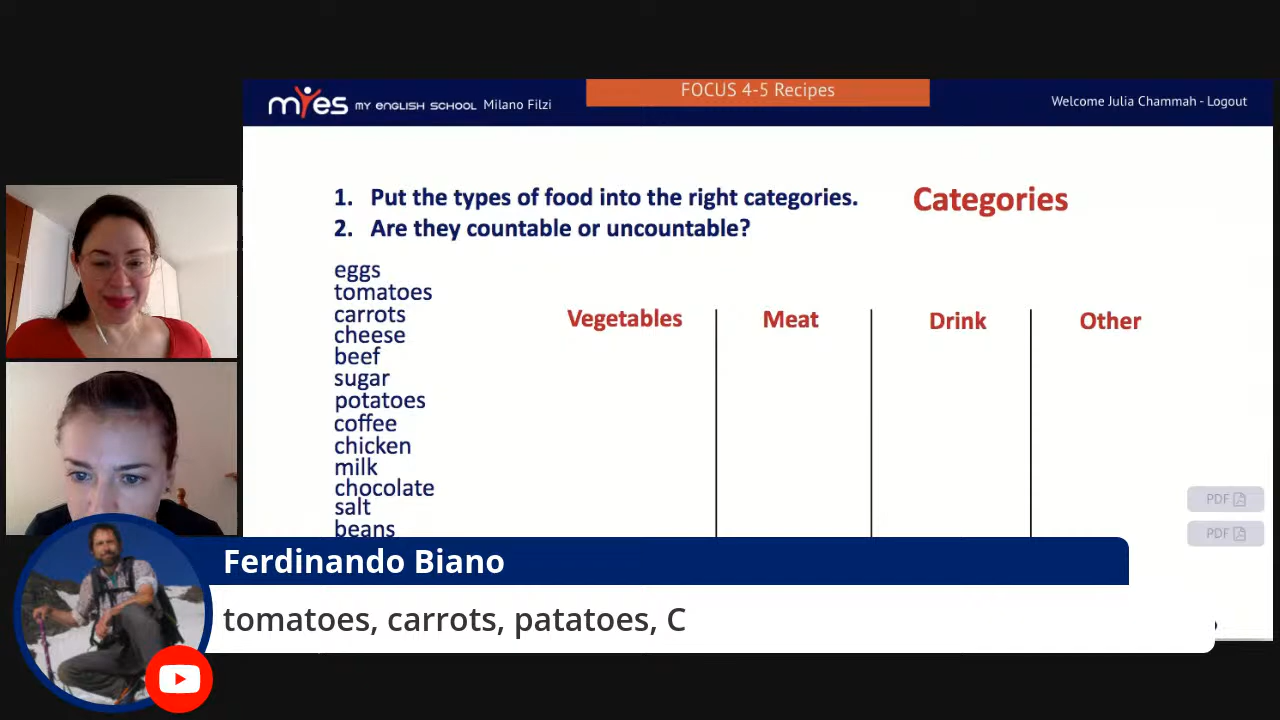 myes MY ENGLISH SCHOOL Milano Filzi
FOCUS 4-5 Recipes
Welcome Julia Chammah - Logout
1. Put the types of food into the right categories.
2. Are they countable or uncountable?
Categories
eggs
tomatoes
carrots
cheese
beef
sugar
potatoes
coffee
chicken
milk
chocolate
salt
beans
Vegetables
Meat
Drink
Other
PDF
PDF
Ferdinando Biano
tomatoes, carrots, patatoes, C